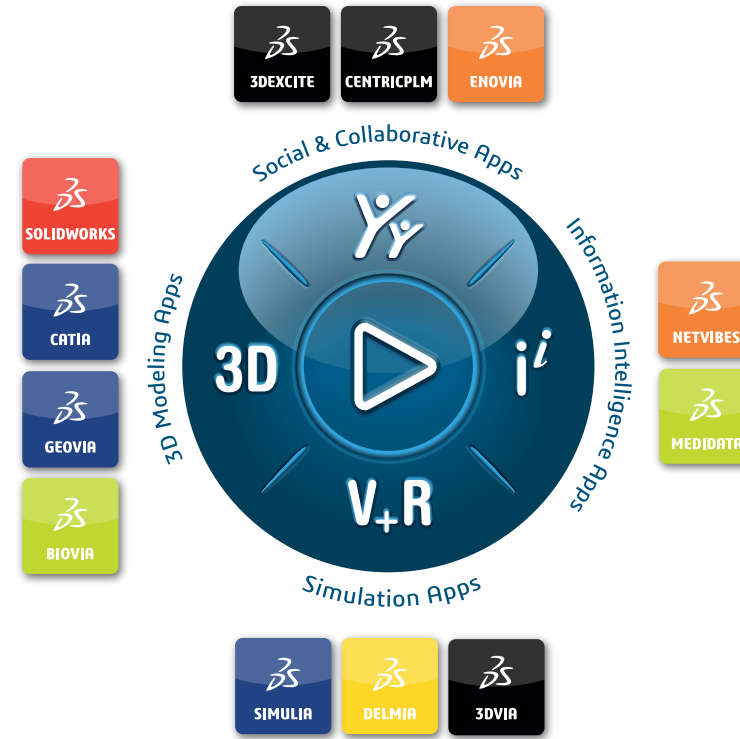 3DEXCITE
CENTRICPLM
ENOVIA
Social & Collaborative Apps
SOLIDWORKS
CATIA
GEOVIA
BIOVIA
3D Modeling Apps
3D
i i
V+R
Information Intelligence Apps
NETVIBES
MEDIDATA
Simulation Apps
SIMULIA
DELMIA
3DVIA